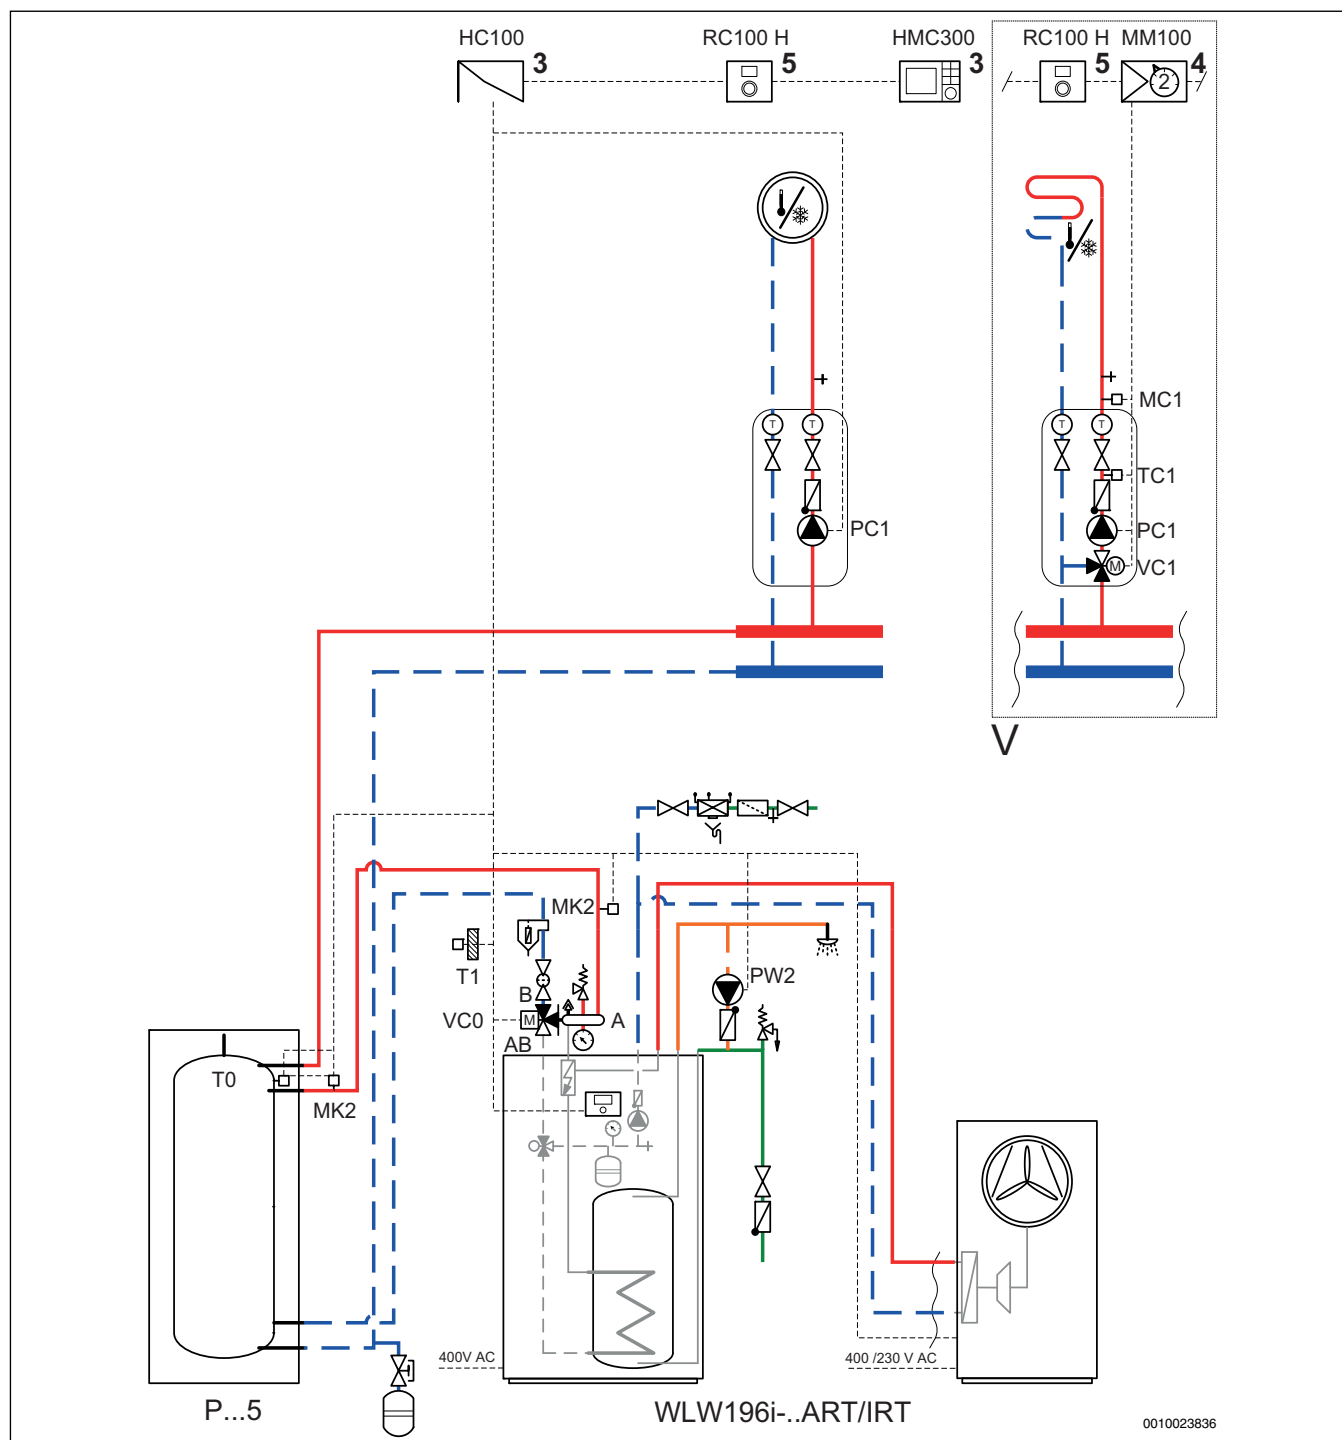 HC100
3
RC100 H
5
HMC300
3
RC100 H
5
MM100
4
2
MC1
T
T
T
T
TC1
PC1
PC1
M
VC1
V
MK2
T1
B
PW2
VC0
M
A
AB
T0
MK2
400V AC
400 /230 V AC
P...5
WLW196i-..ART/IRT
0010023836